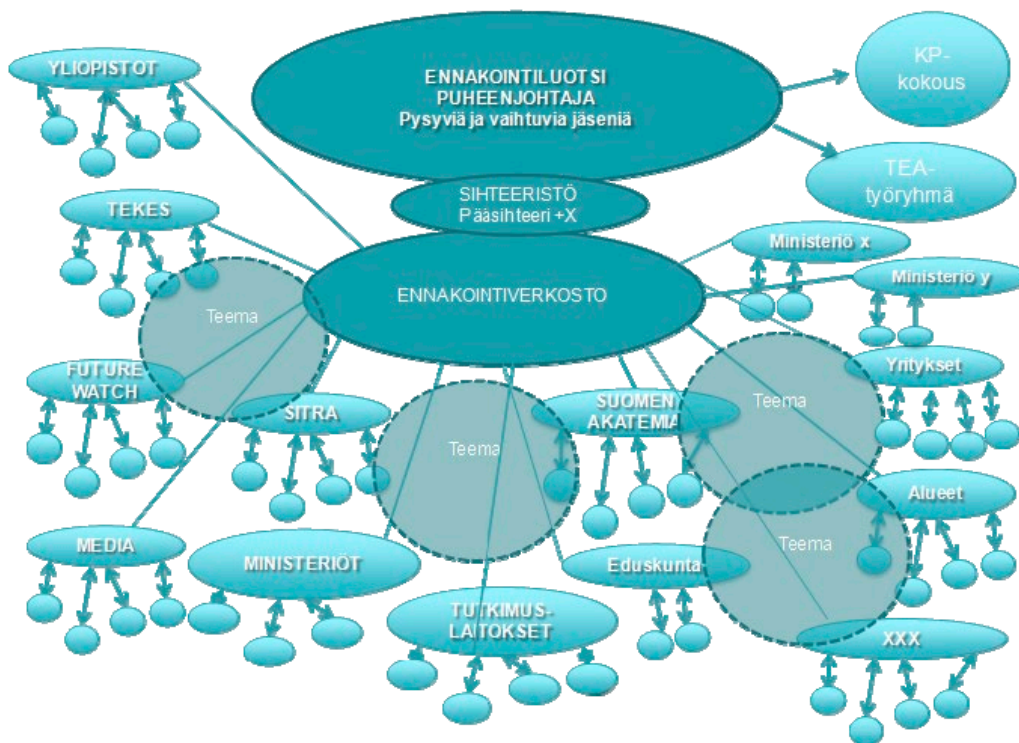 YLIOPISTOT
ENNAKOINTILUOTSI
PUHEENJOHTAJA
Pysyviä ja vaihtuvia jäseniä
KP-
kokous
TEA-
työryhmä
SIHTEERISTÖ
Pääsihteeri +X
TEKES
Ministeriö x
Ministeriö y
ENNAKOINTIVERKOSTO
Teema
FUTURE
WATCH
SITRA
Teema
SUOMEN
AKATEMIA
Teema
Yritykset
Alueet
MEDIA
MINISTERIÖT
Eduskunta
Teema
TUTKIMUS-
LAITOKSET
XXX